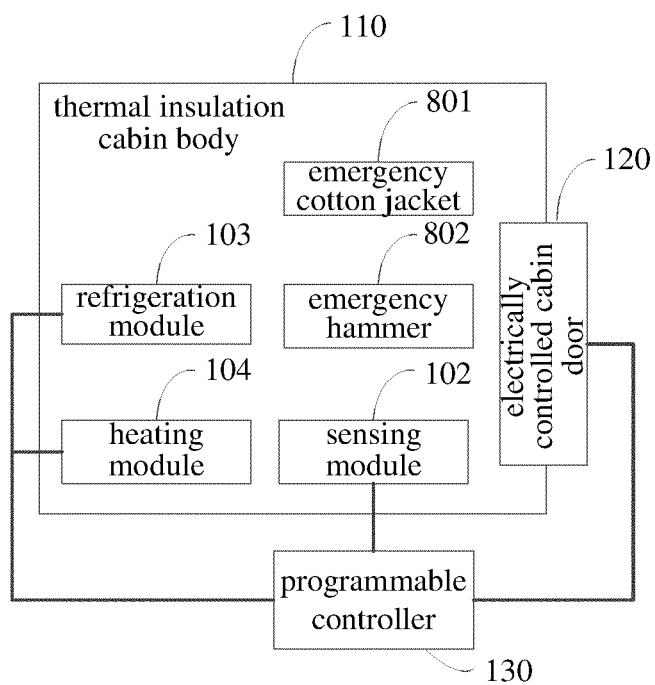 110
thermal insulation
cabin body
801
emergency
cotton jacket
120
103
refrigeration
module
802
emergency
hammer
electrically
controlled cabin
door
104
heating
module
102
sensing
module
programmable
controller
130